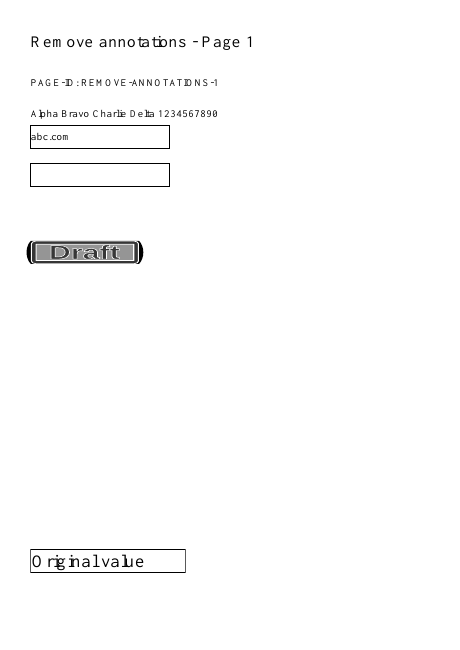 Remove annotations - Page 1
PAGE-ID:REMOVE-ANNOTATIONS-1
Alpha Bravo Charlie Delta 1234567890
abc.com
Draft
Original value